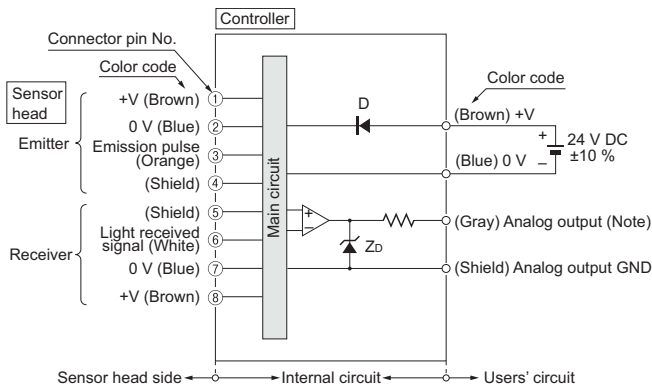 Controller
Connector pin No.
Color code
Sensor
head
Emitter
+V (Brown) 1
0 V (Blue) 2
Emission pulse
(Orange) 3
(Shield) 4
Receiver
(Shield) 5
Light received
signal (White) 6
0 V (Blue) 7
+V (Brown) 8
Main circuit
D
+
–
ZD
Color code
(Brown) +V
+
24 V DC
±10 %
(Blue) 0 V
–
(Gray) Analog output (Note)
(Shield) Analog output GND
Sensor head side
Internal circuit
Users' circuit